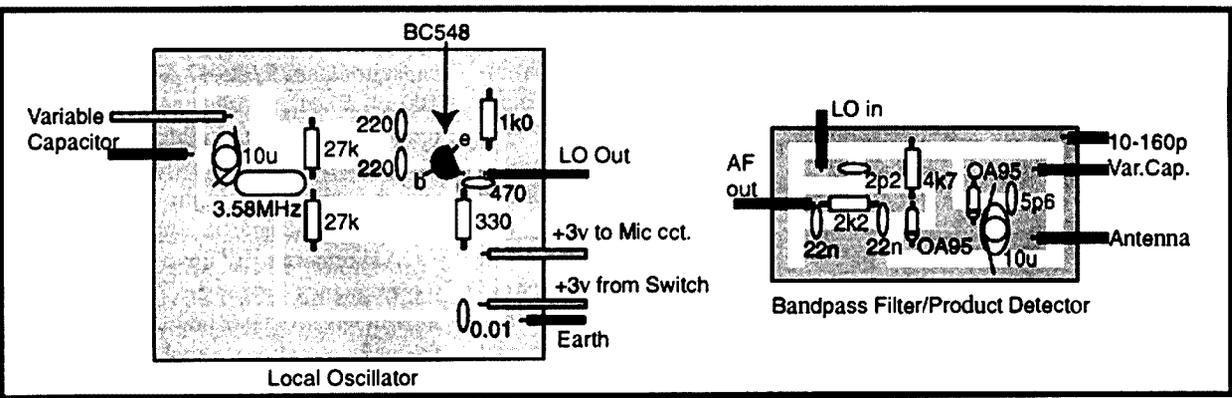 BC548
Variable
Capacitor
10u
3.58MHz
27k
27k
220
220
e
b
1k0
470
330
LO Out
+3v to Mic cct.
+3v from Switch
0.01
Earth
Local Oscillator
LO in
AF
out
2p2
4k7
OA95
10-160p
Var.Cap.
5p6
2k2
22n
22n
OA95
10u
Antenna
Bandpass Filter/Product Detector